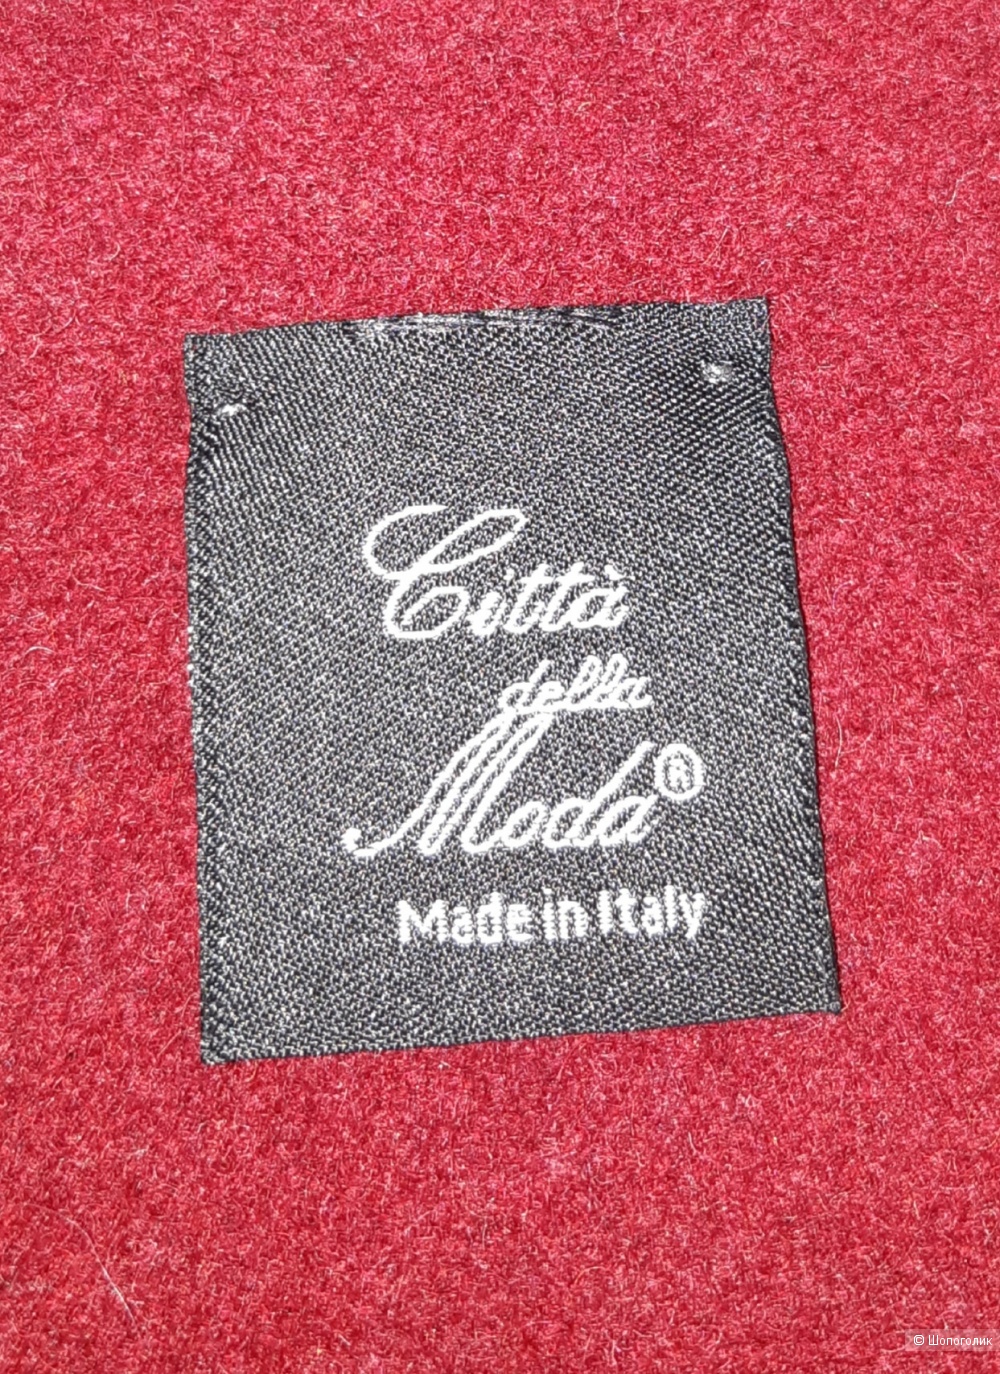 Città
della
Moda®
Made in Italy
© Шопоголик